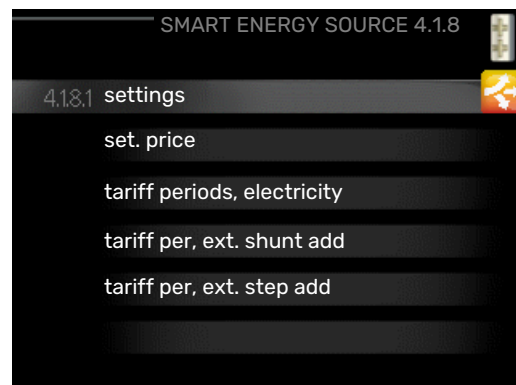 SMART ENERGY SOURCE 4.1.8
4.1.8.1 settings
set. price
tariff periods, electricity
tariff per, ext. shunt add
tariff per, ext. step add